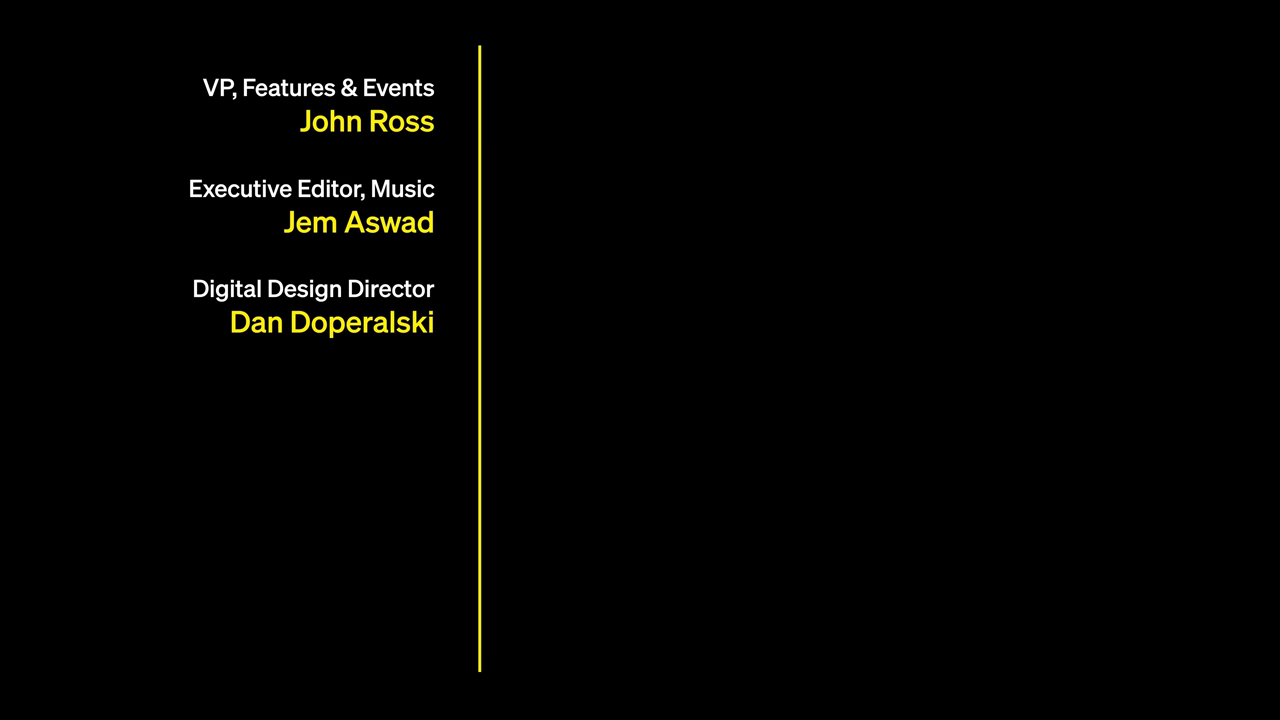 VP, Features & Events
John Ross
Executive Editor, Music
Jem Aswad
Digital Design Director
Dan Doperalski